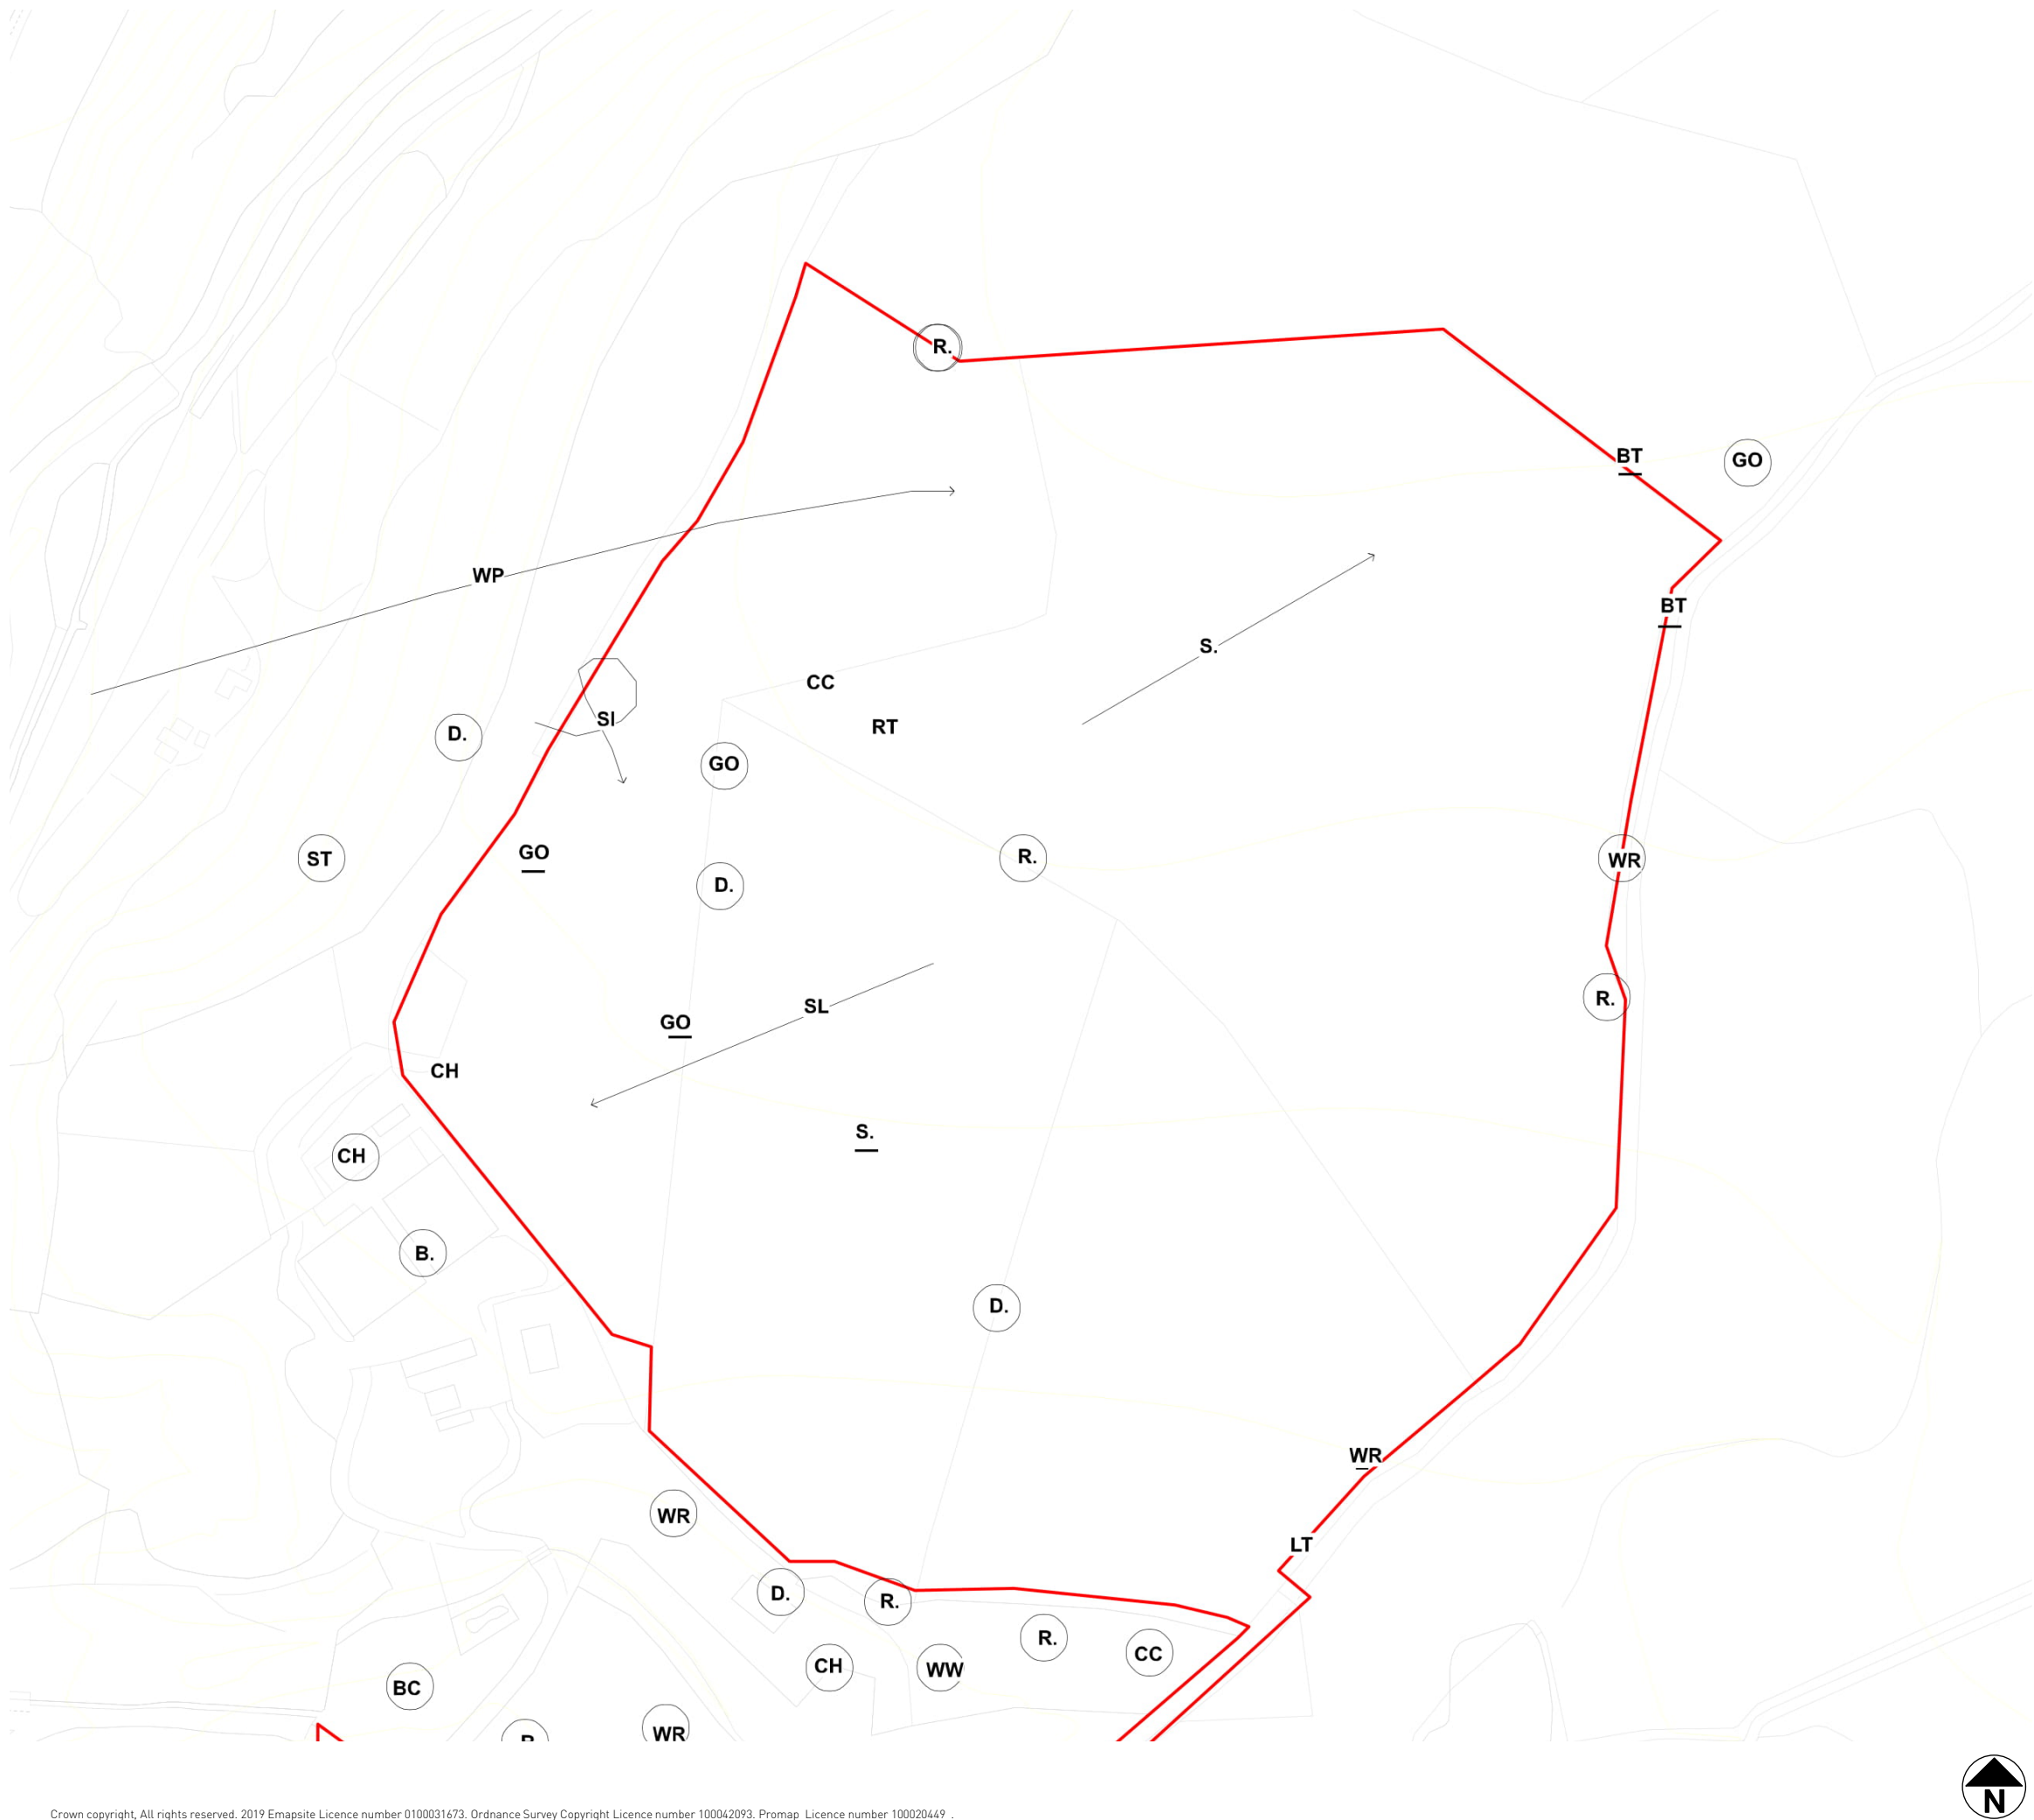 R.
BT
GO
WP
BT
S.
CC
SI
RT
D.
GO
GO
ST
R.
WR
D.
R.
SL
GO
CH
S.
CH
B.
D.
WR
WR
LT
D.
R.
R.
CC
CH
WW
BC
WR
N
Crown copyright, All rights reserved. 2019 Emapsite Licence number 0100031673. Ordnance Survey Copyright Licence number 100042093. Promap Licence number 100020449 .